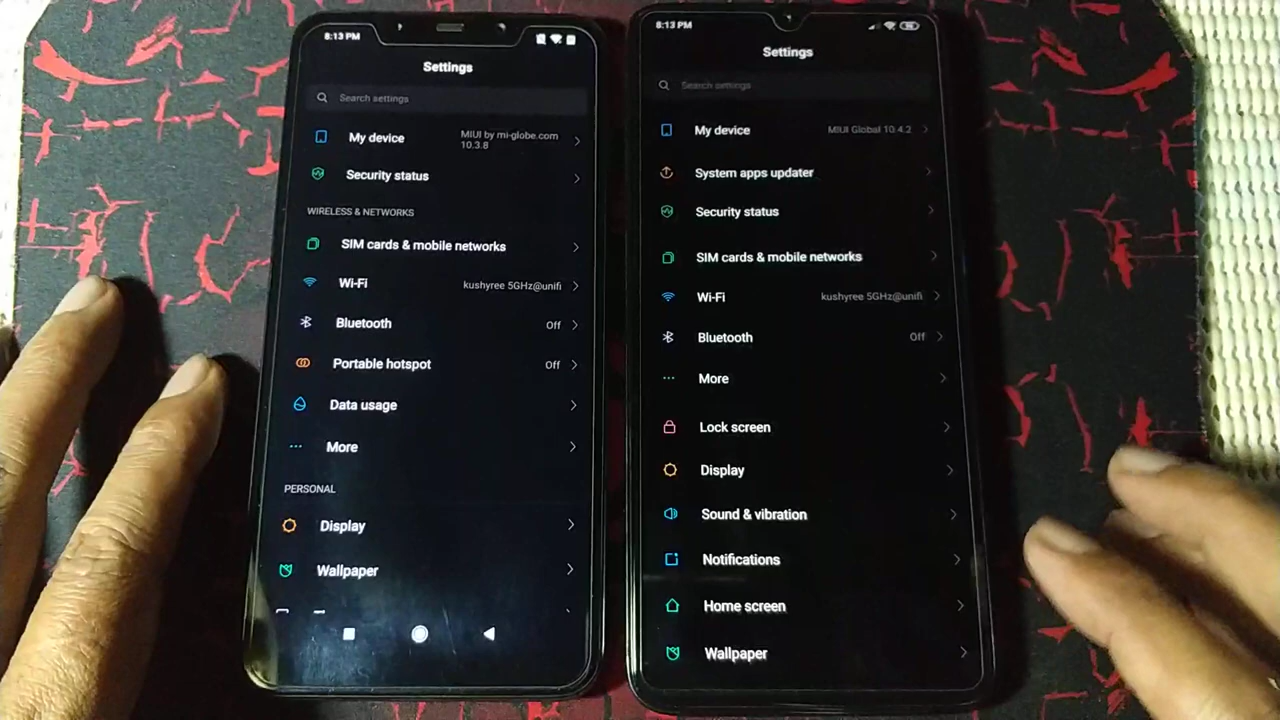 8:13 PM
Settings
Search settings
My device
MIUI by mi-globe.com
10.3.8
Security status
WIRELESS & NETWORKS
SIM cards & mobile networks
Wi-Fi
kushyree 5GHz@unifi
Bluetooth
Off
Portable hotspot
Off
Data usage
More
PERSONAL
Display
Wallpaper
8:13 PM
Settings
Search settings
My device
MIUI Global 10.4.2
System apps updater
Security status
SIM cards & mobile networks
Wi-Fi
kushyree 5GHz@unifi
Bluetooth
Off
More
Lock screen
Display
Sound & vibration
Notifications
Home screen
Wallpaper